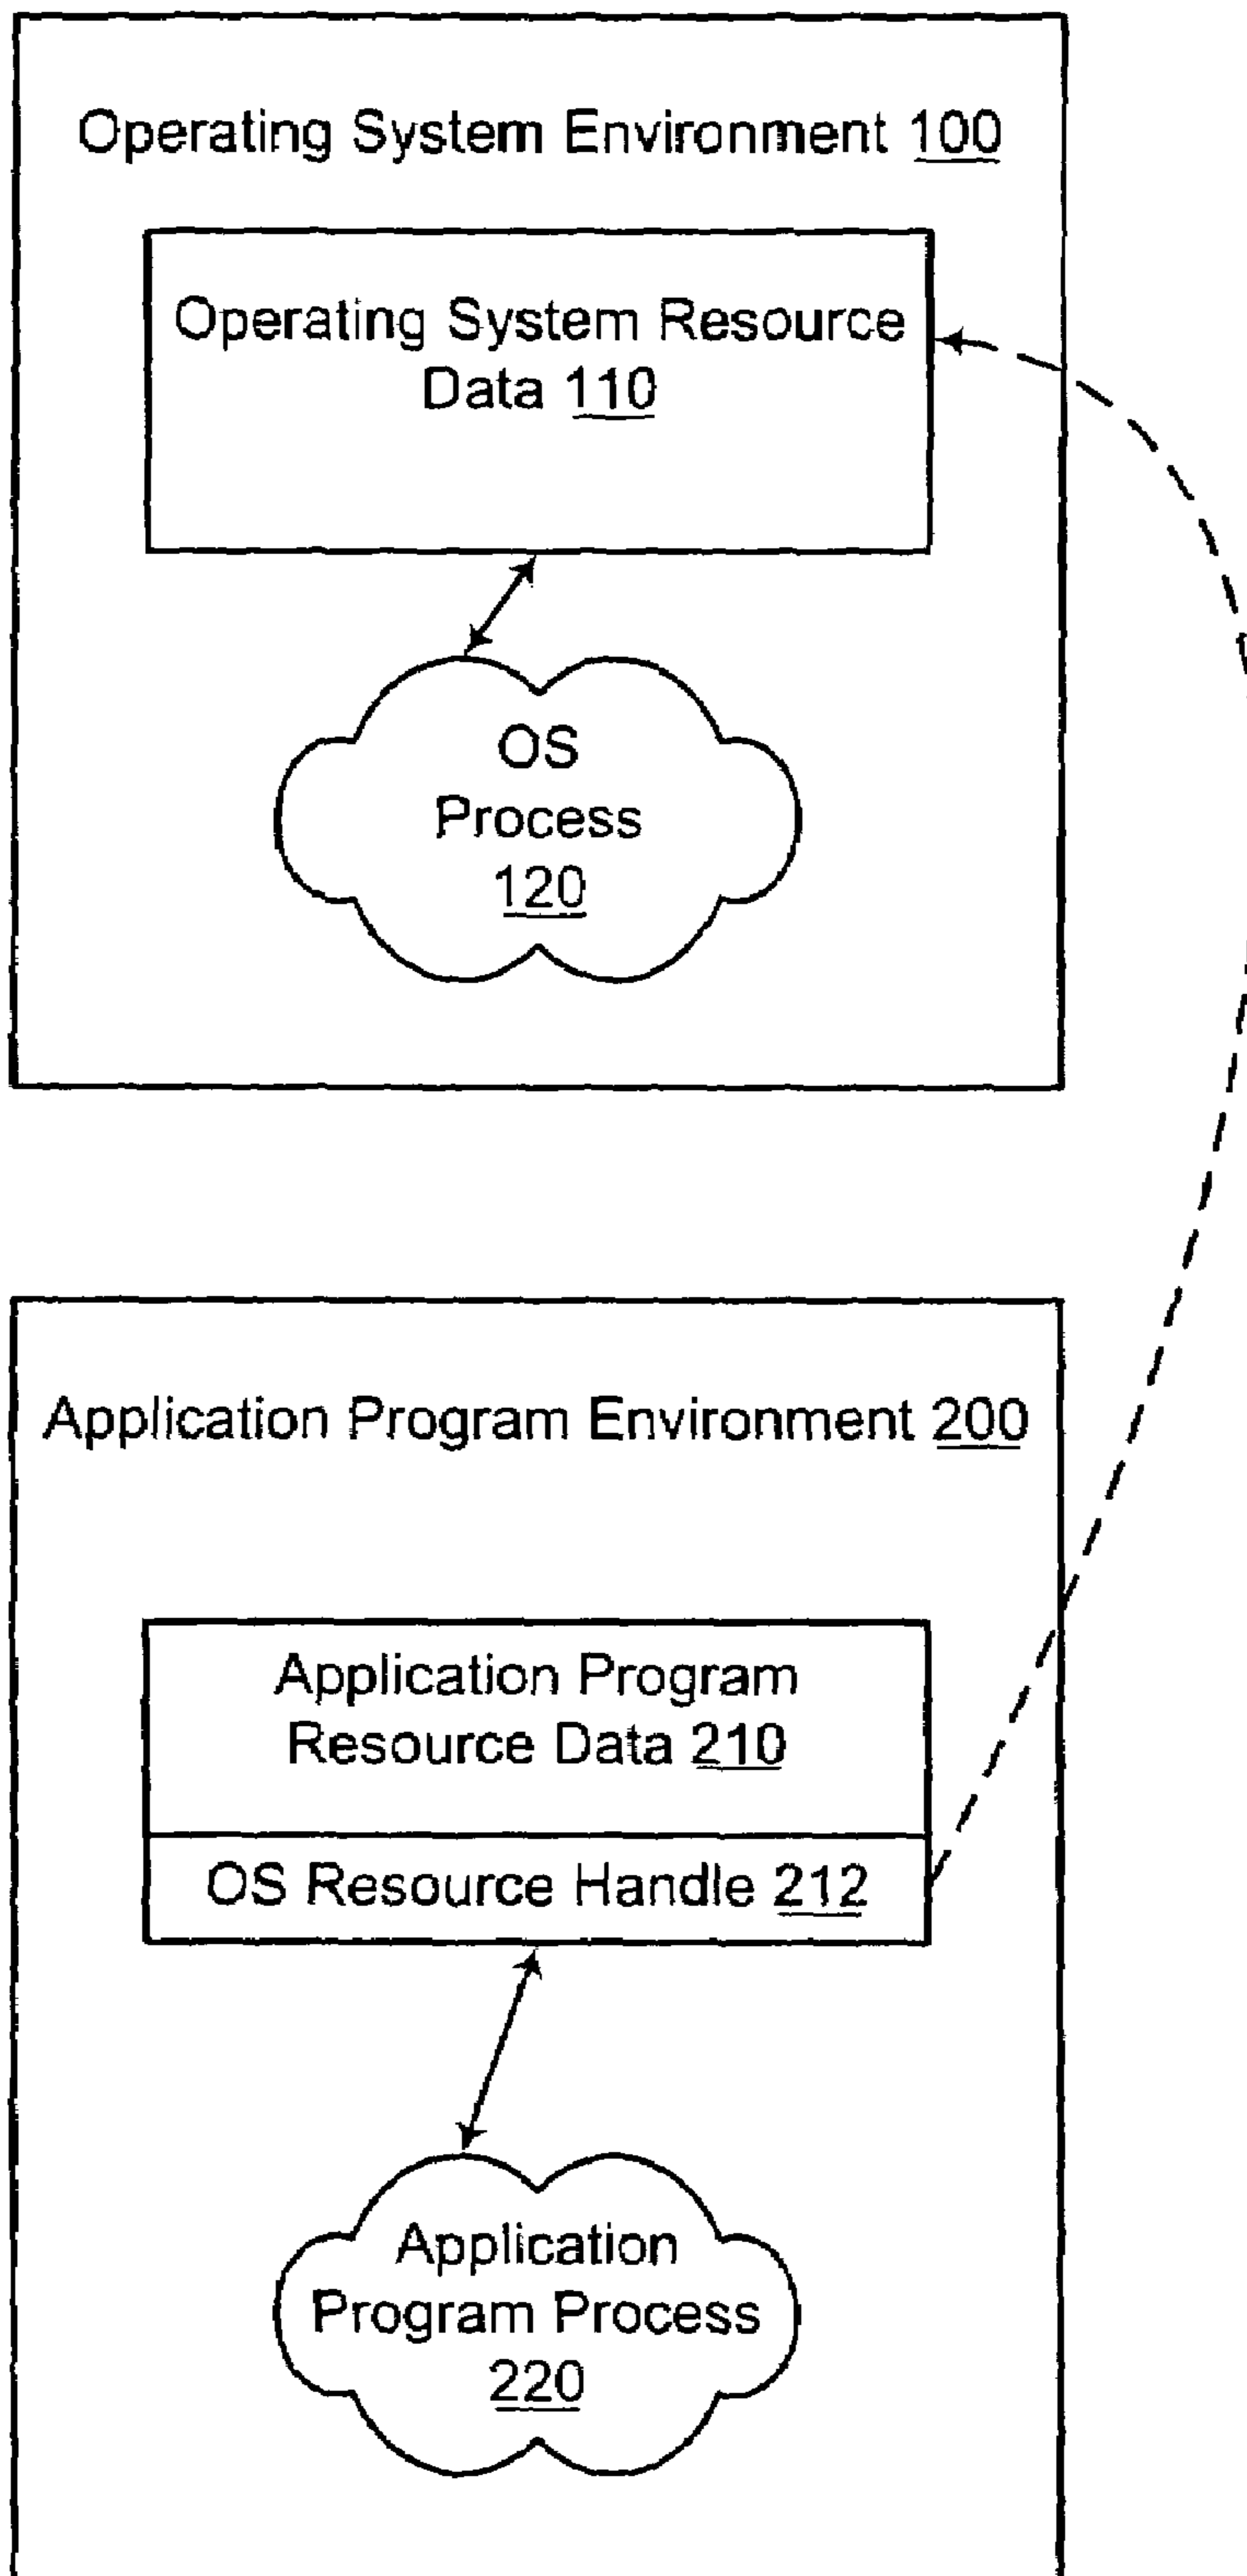 Operating System Environment 100
Operating System Resource
Data 110
OS
Process
120
Application Program Environment 200
Application Program
Resource Data 210
OS Resource Handle 212
Application
Program Process
220